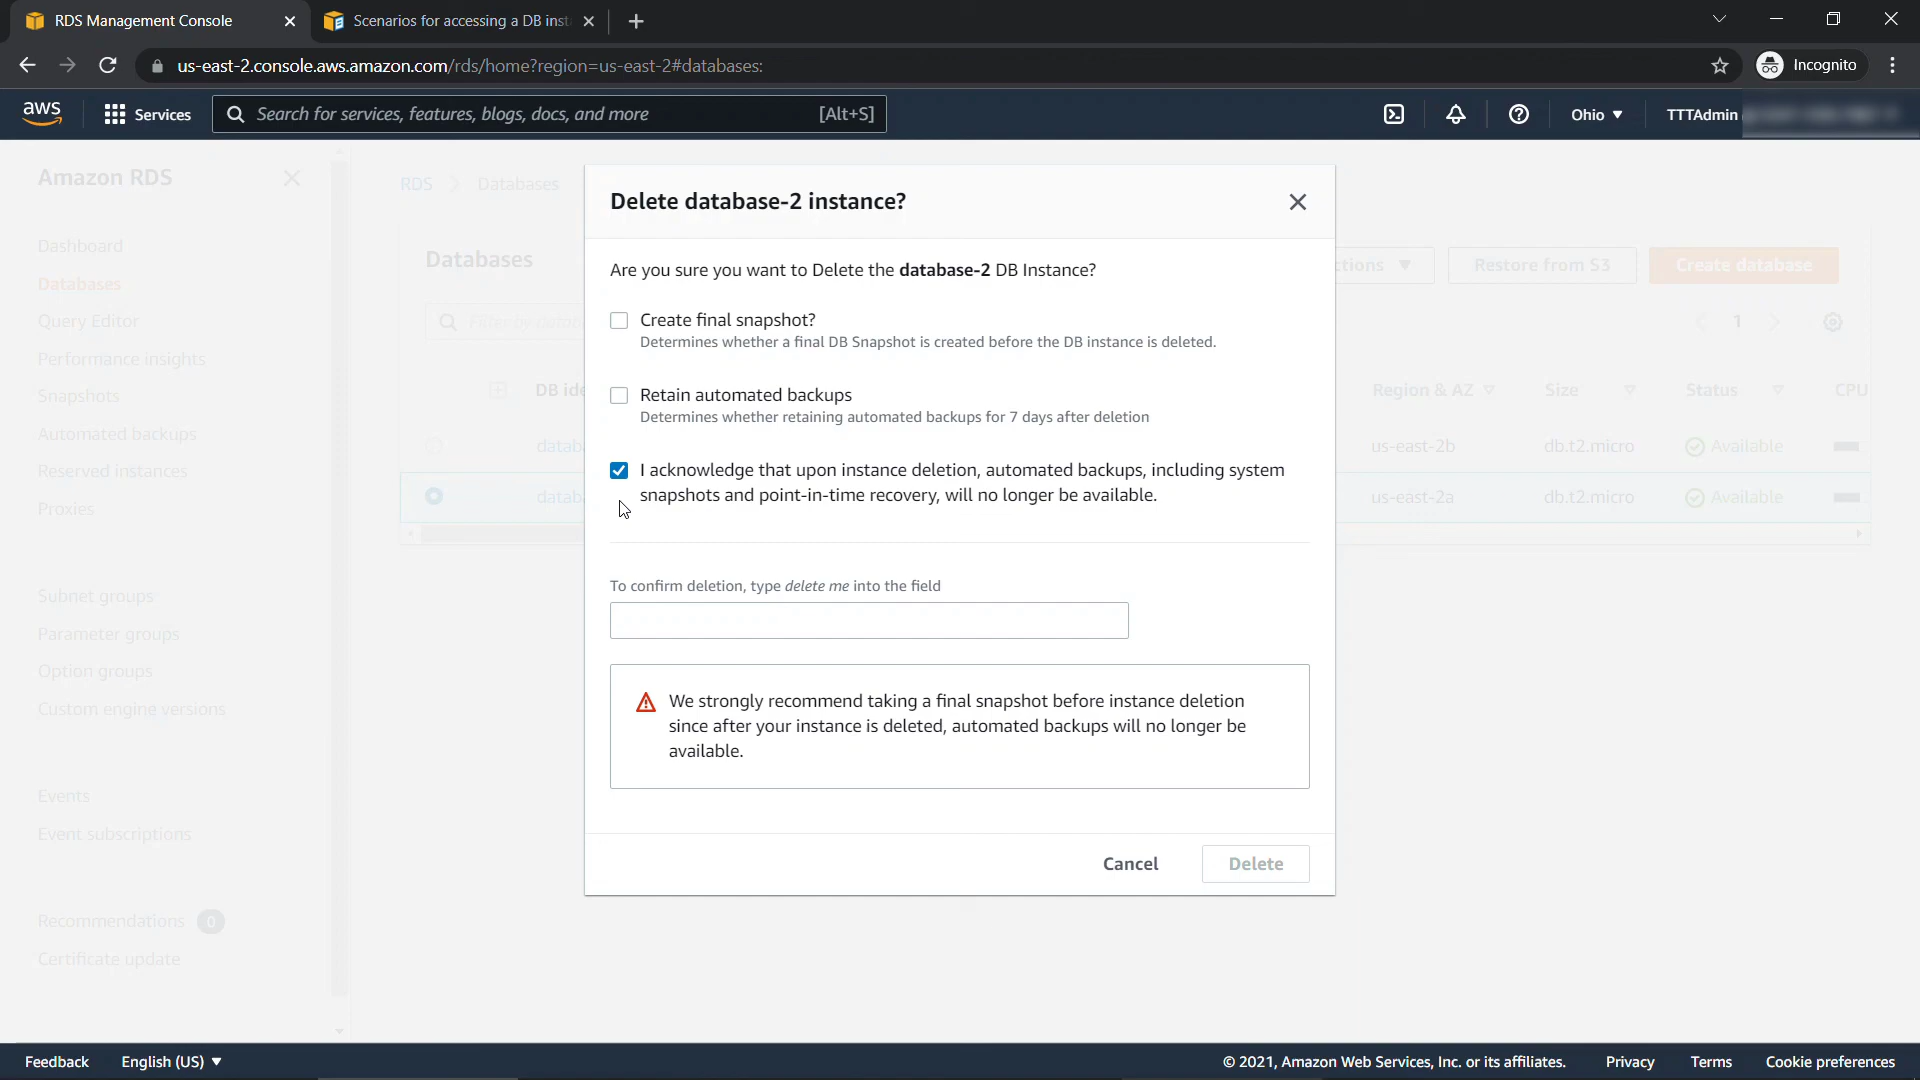 RDS Management Console
Scenarios for accessing a DB inst
us-east-2.console.aws.amazon.com/rds/home?region=us-east-2#databases:
Incognito
aws
Services
Search for services, features, blogs, docs, and more
[Alt+S]
Ohio
TTTAdmin
Amazon RDS
Dashboard
Databases
Query Editor
Performance insights
Snapshots
Automated backups
Reserved instances
Proxies
Subnet groups
Parameter groups
Option groups
Custom engine versions
Events
Event subscriptions
Recommendations 0
Certificate update
RDS > Databases
Databases
Restore from S3
Create database
1
DB ide
Region & AZ
Size
Status
CPU
datab
us-east-2b
db.t2.micro
Available
datab
us-east-2a
db.t2.micro
Available
Delete database-2 instance?
Are you sure you want to Delete the database-2 DB Instance?
Create final snapshot?
Determines whether a final DB Snapshot is created before the DB instance is deleted.
Retain automated backups
Determines whether retaining automated backups for 7 days after deletion
I acknowledge that upon instance deletion, automated backups, including system
snapshots and point-in-time recovery, will no longer be available.
To confirm deletion, type delete me into the field
We strongly recommend taking a final snapshot before instance deletion
since after your instance is deleted, automated backups will no longer be
available.
Cancel
Delete
Feedback
English (US)
© 2021, Amazon Web Services, Inc. or its affiliates.
Privacy
Terms
Cookie preferences